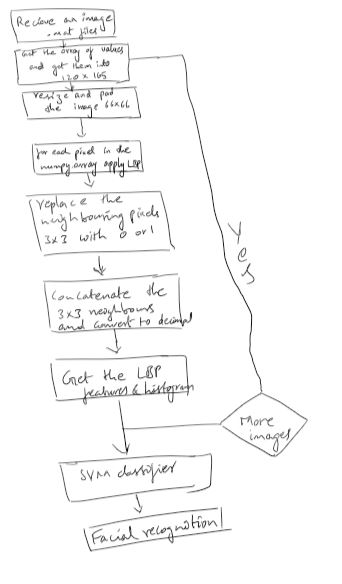 Recieve an image
.mat files
Get the array of values
and get them into
120 x 165
resize and pad
the image 66x66
for each pixel in the
numpy.array apply LBP
replace the
neighbouring pixels
3x3 with 0 or 1
Concatenate the
3x3 neighbours
and convert to decimal
Get the LBP
features & histogram
Yes
More
images
SVM classifier
Facial recognition